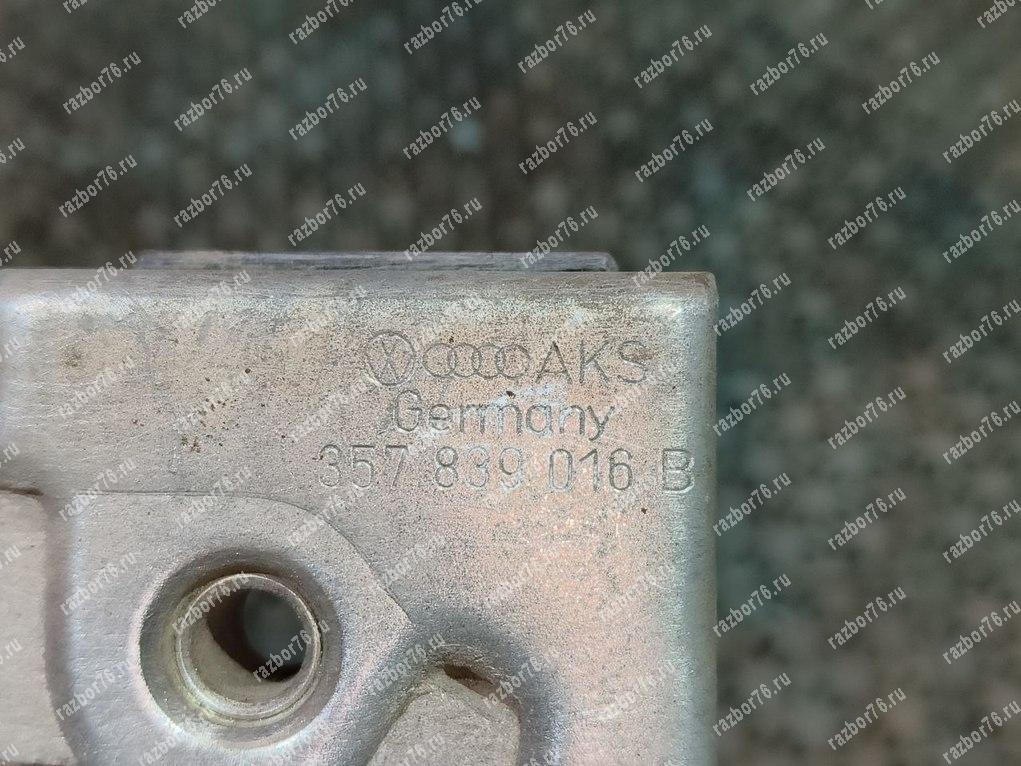 AKS
Germany
357 839 016 B
razbor76.ru